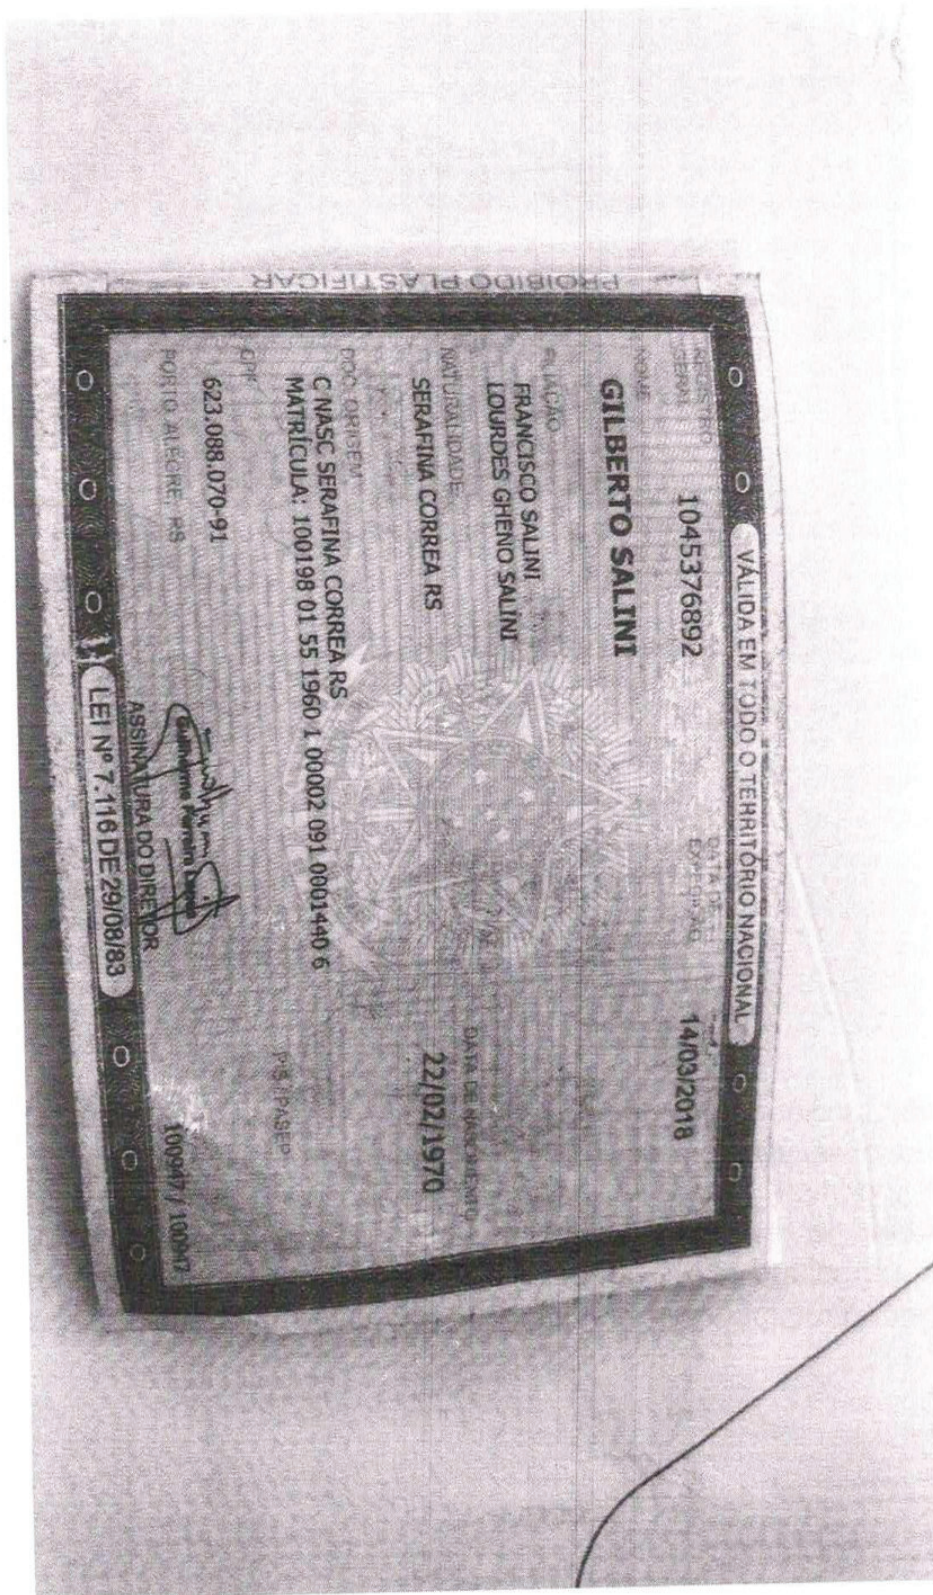 PROIBIDO PLASTIFICAR
VÁLIDA EM TODO O TERRITÓRIO NACIONAL
REGISTRO GERAL 1045376892 DATA DE EXPEDIÇÃO 14/03/2018
NOME
GILBERTO SALINI
FILIAÇÃO
FRANCISCO SALINI
LOURDES GHENO SALINI
NATURALIDADE DATA DE NASCIMENTO
SERAFINA CORREA RS 22/02/1970
DOC ORIGEM
C NASC SERAFINA CORREA RS
MATRÍCULA: 100198 01 55 1960 1 00002 091 0001440 6
CPF PIS / PASEP
623.088.070-91
PORTO ALEGRE, RS 100947 / 100947
ASSINATURA DO DIRETOR
LEI Nº 7.116 DE 29/08/83